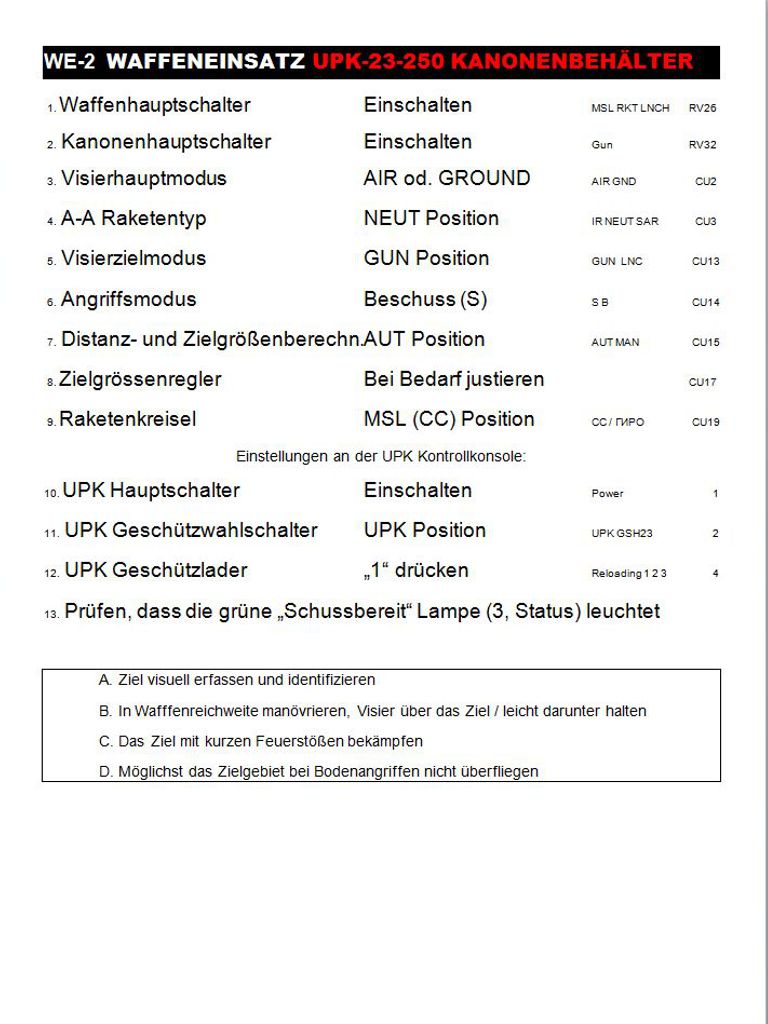 WE-2 WAFFENEINSATZ UPK-23-250 KANONENBEHÄLTER
1. Waffenhauptschalter Einschalten MSL RKT LNCH RV26
2. Kanonenhauptschalter Einschalten Gun RV32
3. Visierhauptmodus AIR od. GROUND AIR GND CU2
4. A-A Raketentyp NEUT Position IR NEUT SAR CU3
5. Visierzielmodus GUN Position GUN LNC CU13
6. Angriffsmodus Beschuss (S) S B CU14
7. Distanz- und Zielgrößenberechn. AUT Position AUT MAN CU15
8. Zielgrössenregler Bei Bedarf justieren CU17
9. Raketenkreisel MSL (CC) Position CC / ГИРО CU19
Einstellungen an der UPK Kontrollkonsole:
10. UPK Hauptschalter Einschalten Power 1
11. UPK Geschützwahlschalter UPK Position UPK GSH23 2
12. UPK Geschützlader „1“ drücken Reloading 1 2 3 4
13. Prüfen, dass die grüne „Schussbereit“ Lampe (3, Status) leuchtet
A. Ziel visuell erfassen und identifizieren
B. In Wafffenreichweite manövrieren, Visier über das Ziel / leicht darunter halten
C. Das Ziel mit kurzen Feuerstößen bekämpfen
D. Möglichst das Zielgebiet bei Bodenangriffen nicht überfliegen